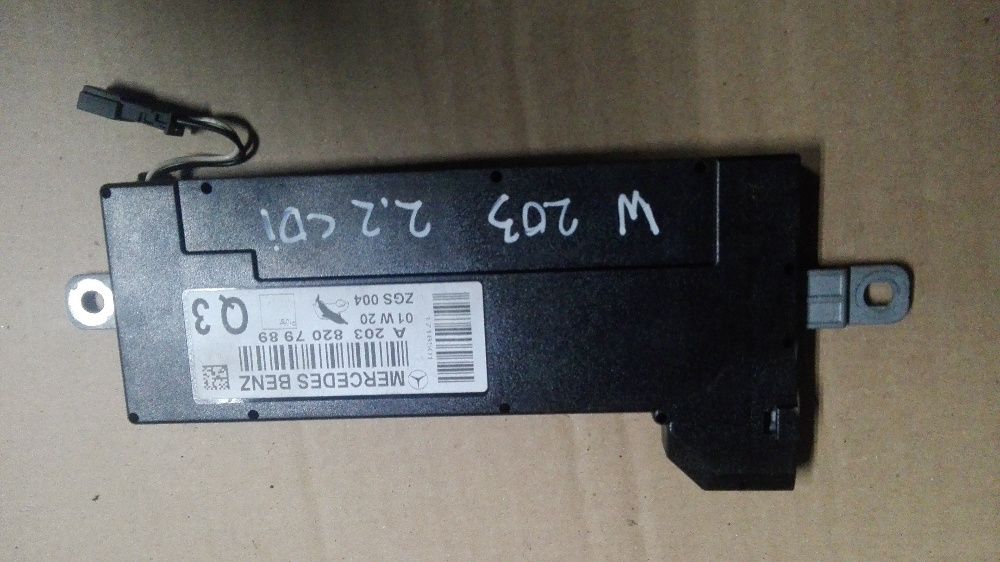 W 203 2.2 CDi
MERCEDES BENZ
A 203 820 79 89
01 W 20
ZGS 004
Q3